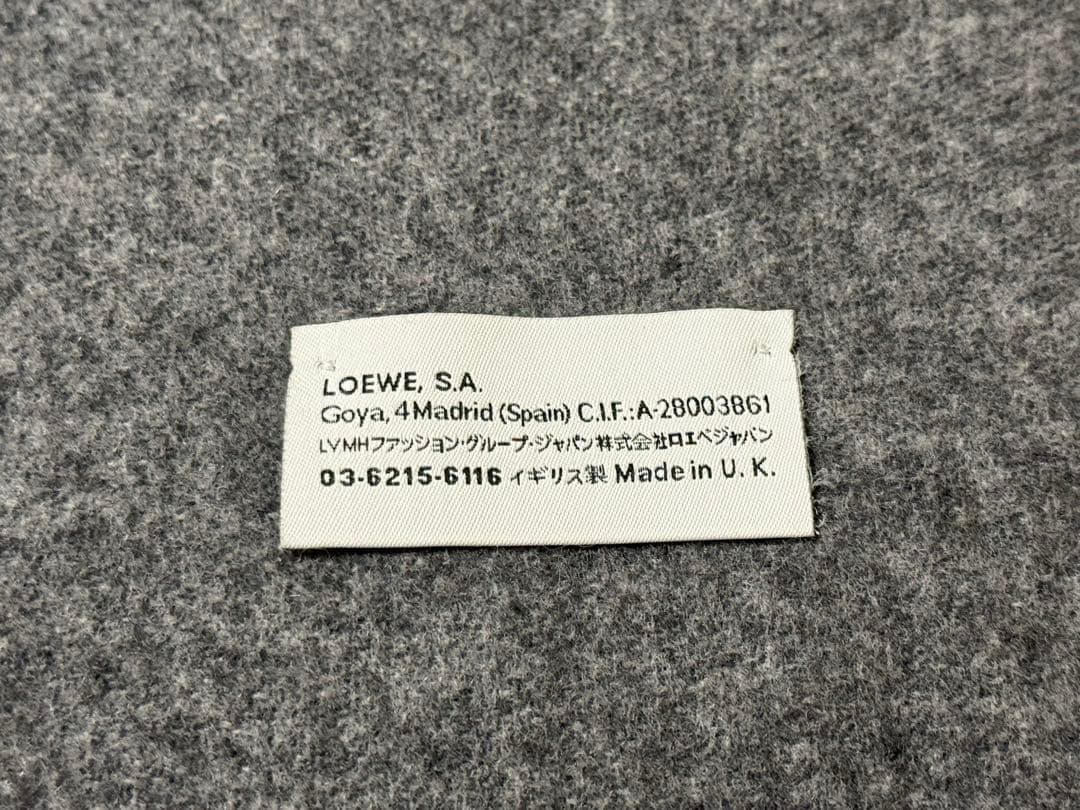 LOEWE, S.A.
Goya, 4 Madrid (Spain) C.I.F.: A-28003861
LVMHファッション・グループ・ジャパン株式会社ロエベジャパン
03-6215-6116 イギリス製 Made in U. K.